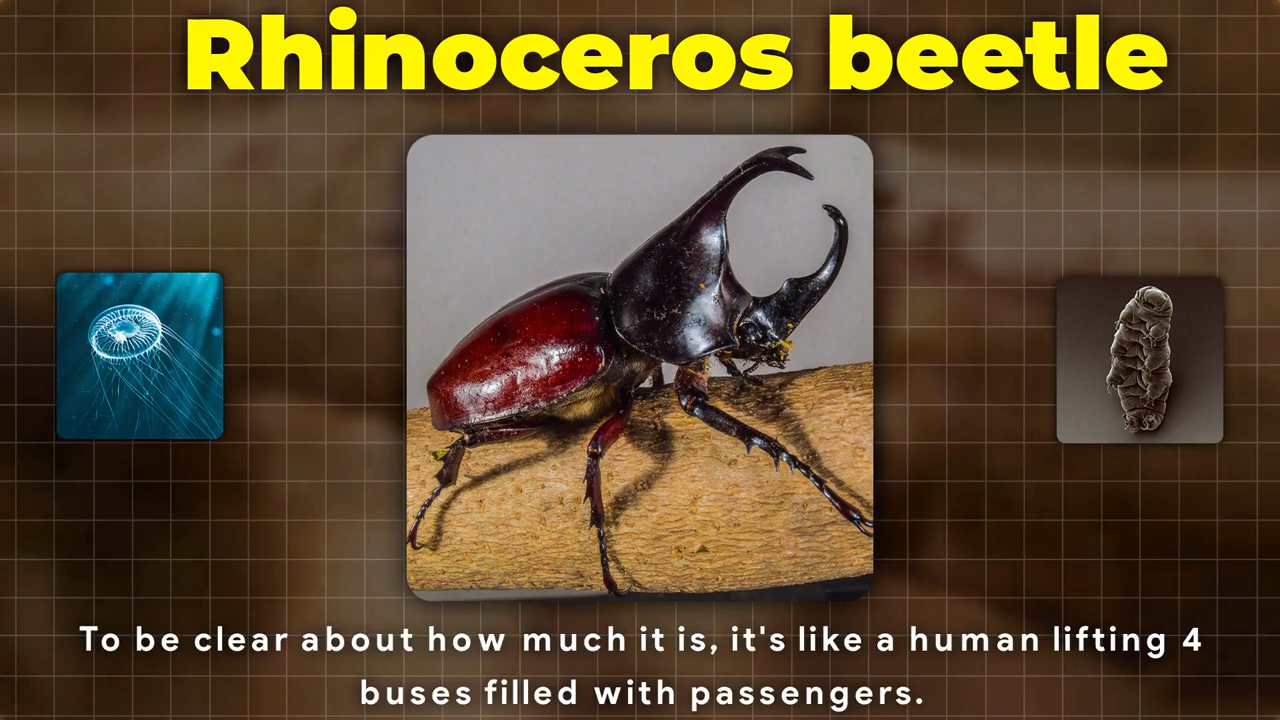 Rhinoceros beetle
To be clear about how much it is, it's like a human lifting 4
buses filled with passengers.